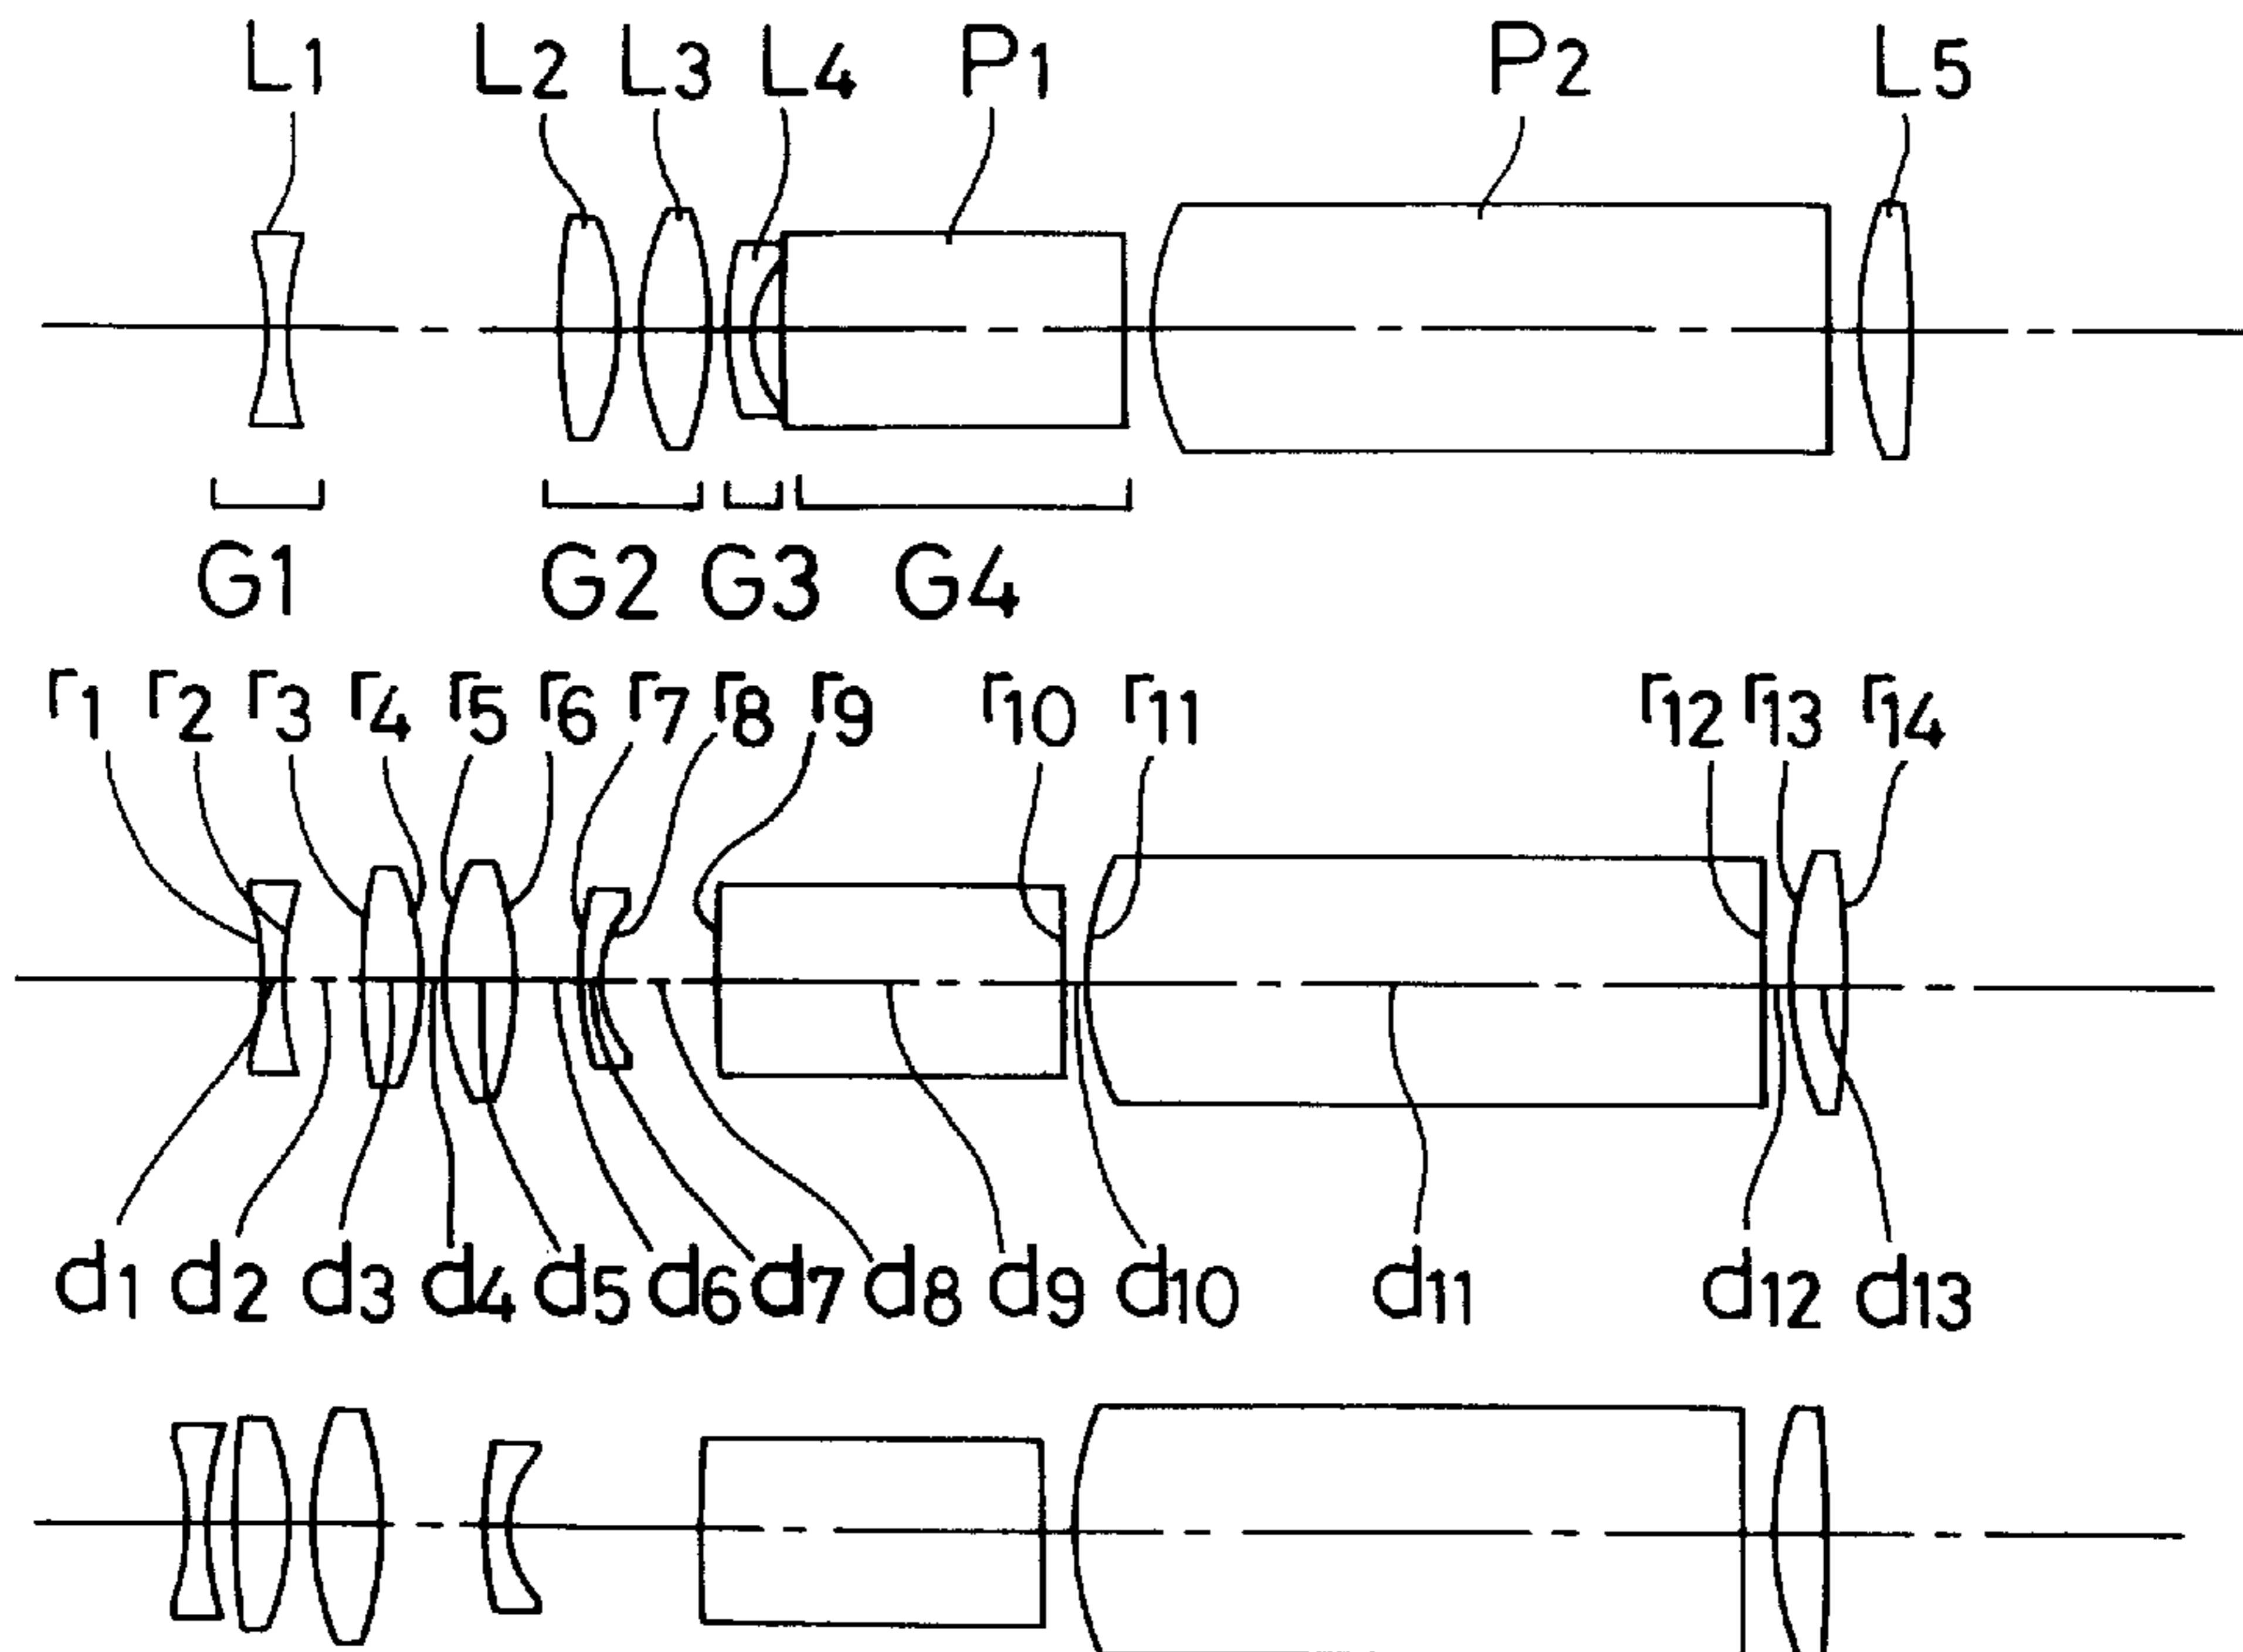 L1 L2 L3 L4 P1 P2 L5
G1 G2 G3 G4
r1 r2 r3 r4 r5 r6 r7 r8 r9 r10 r11 r12 r13 r14
d1 d2 d3 d4 d5 d6 d7 d8 d9 d10 d11 d12 d13